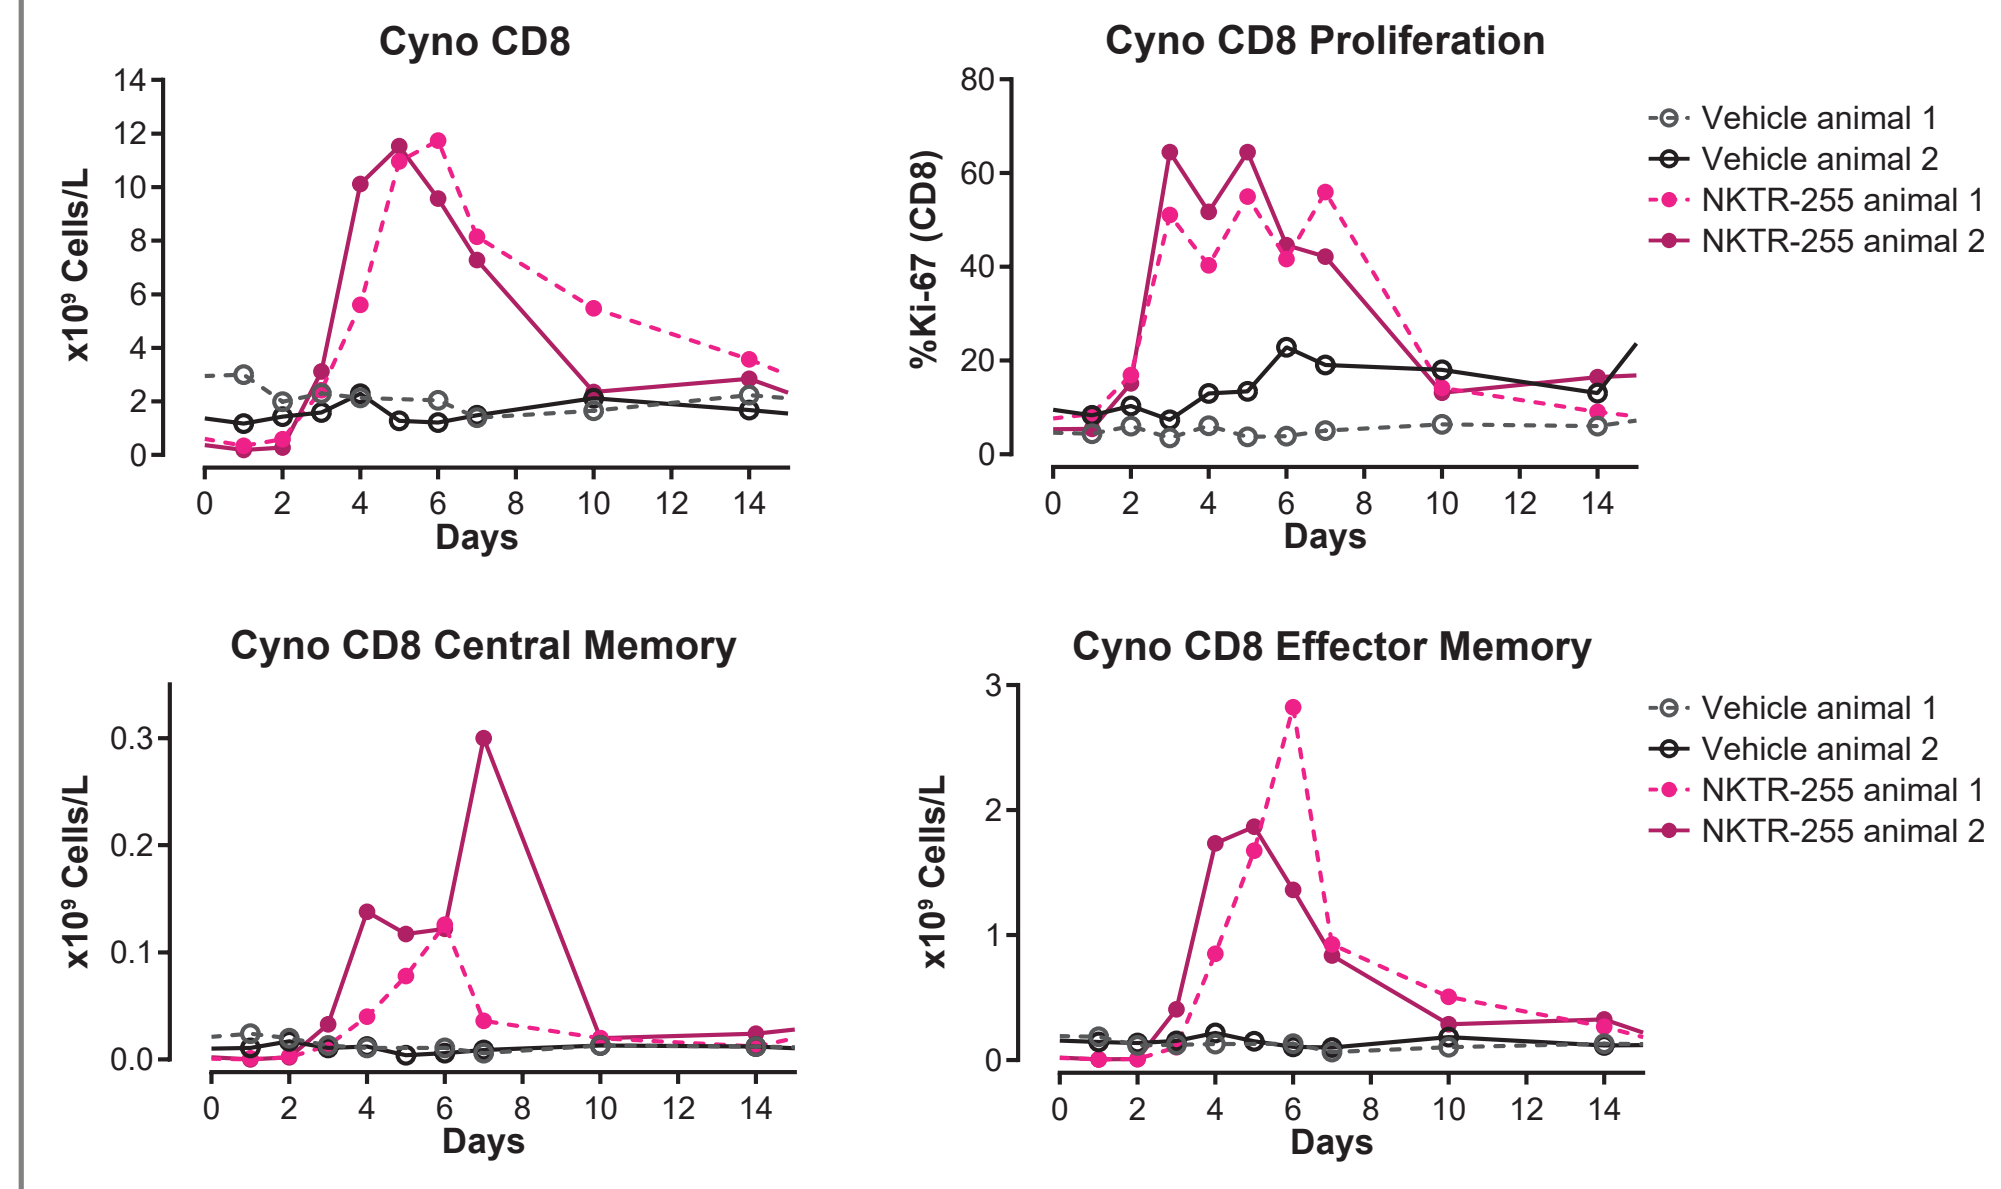 Cyno CD8
14
12
10
8
6
4
2
0
x10⁹ Cells/L
0 2 4 6 8 10 12 14
Days
Cyno CD8 Proliferation
80
60
40
20
0
%Ki-67 (CD8)
0 2 4 6 8 10 12 14
Days
Vehicle animal 1
Vehicle animal 2
NKTR-255 animal 1
NKTR-255 animal 2
Cyno CD8 Central Memory
0.3
0.2
0.1
0.0
x10⁹ Cells/L
0 2 4 6 8 10 12 14
Days
Cyno CD8 Effector Memory
3
2
1
0
x10⁹ Cells/L
0 2 4 6 8 10 12 14
Days
Vehicle animal 1
Vehicle animal 2
NKTR-255 animal 1
NKTR-255 animal 2